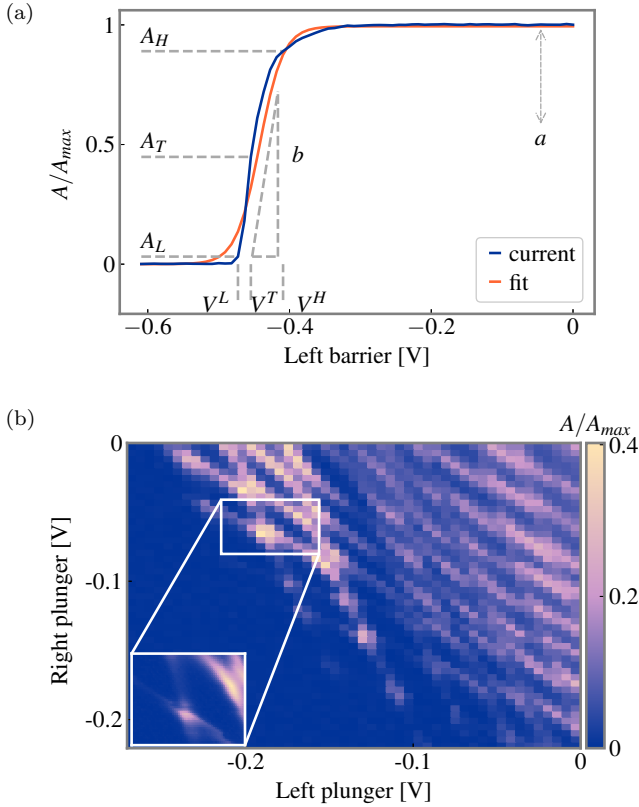 (a)
A_H
A_T
A_L
A/A_max
1
0.5
0
b
a
current
fit
V^L V^T V^H
−0.6 −0.4 −0.2 0
Left barrier [V]
(b)
A/A_max
0
-0.1
-0.2
Right plunger [V]
0.4
0.2
0
-0.2 -0.1 0
Left plunger [V]